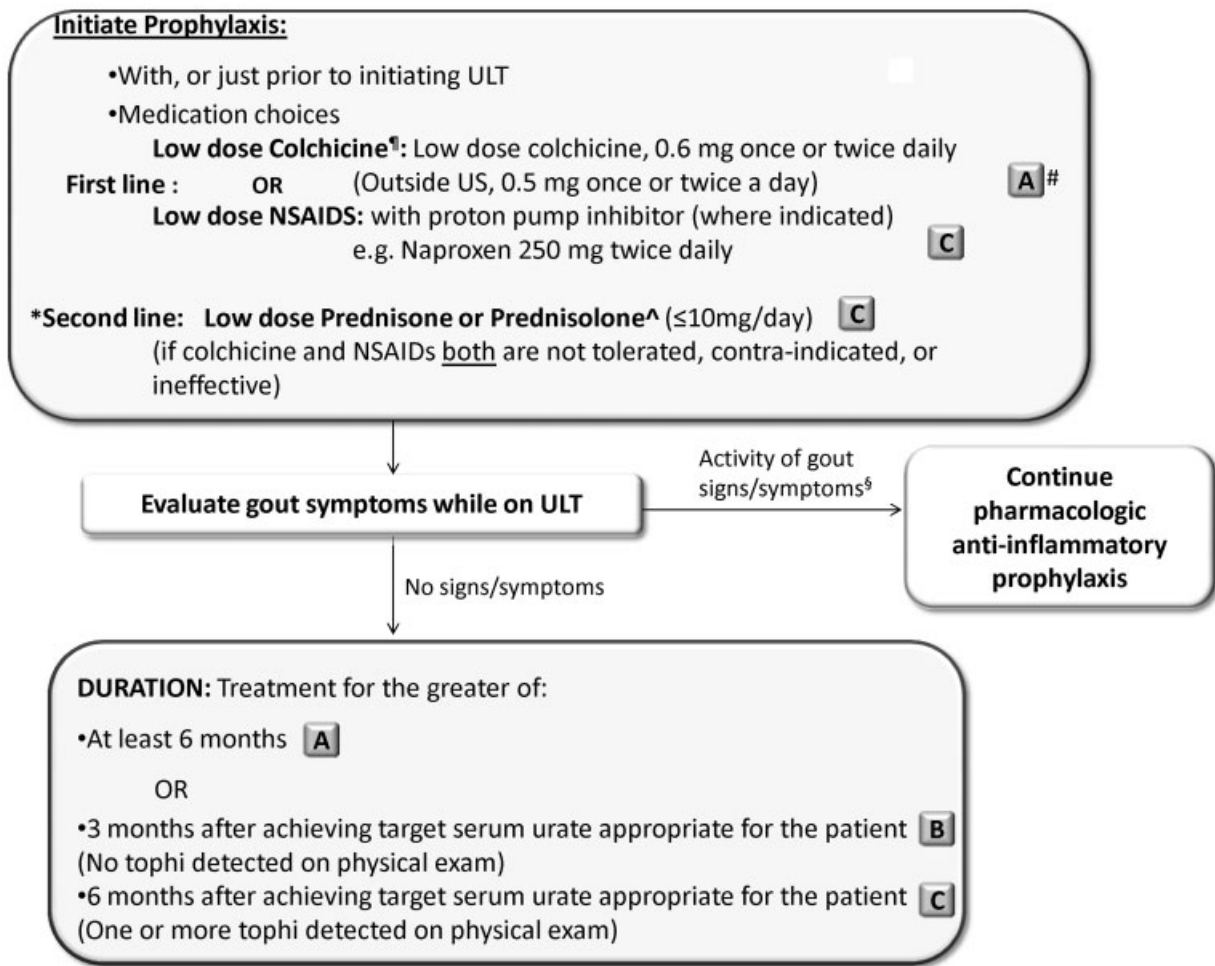 Initiate Prophylaxis:
•With, or just prior to initiating ULT
•Medication choices
Low dose Colchicine¶: Low dose colchicine, 0.6 mg once or twice daily
First line : OR (Outside US, 0.5 mg once or twice a day) A#
Low dose NSAIDS: with proton pump inhibitor (where indicated)
e.g. Naproxen 250 mg twice daily C
*Second line: Low dose Prednisone or Prednisolone^ (≤10mg/day) C
(if colchicine and NSAIDs both are not tolerated, contra-indicated, or
ineffective)
Evaluate gout symptoms while on ULT
Activity of gout
signs/symptoms§
Continue
pharmacologic
anti-inflammatory
prophylaxis
No signs/symptoms
DURATION: Treatment for the greater of:
•At least 6 months A
OR
•3 months after achieving target serum urate appropriate for the patient B
(No tophi detected on physical exam)
•6 months after achieving target serum urate appropriate for the patient C
(One or more tophi detected on physical exam)